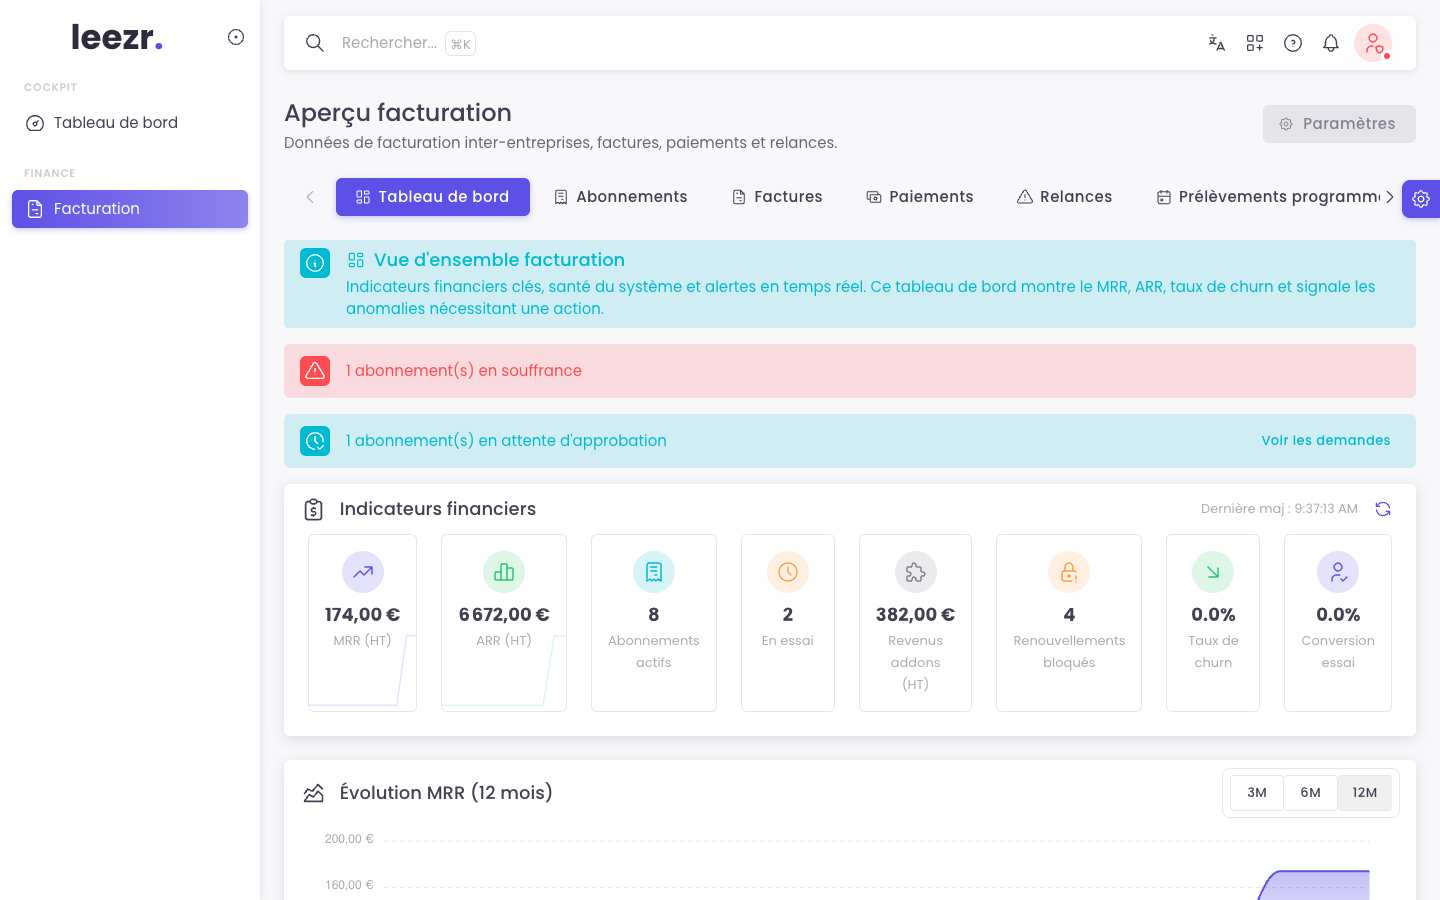 leezr.
COCKPIT
Tableau de bord
FINANCE
Facturation
Rechercher... ⌘K
Aperçu facturation
Données de facturation inter-entreprises, factures, paiements et relances.
Paramètres
Tableau de bord
Abonnements
Factures
Paiements
Relances
Prélèvements programm
Vue d'ensemble facturation
Indicateurs financiers clés, santé du système et alertes en temps réel. Ce tableau de bord montre le MRR, ARR, taux de churn et signale les
anomalies nécessitant une action.
1 abonnement(s) en souffrance
1 abonnement(s) en attente d'approbation
Voir les demandes
Indicateurs financiers
Dernière maj : 9:37:13 AM
174,00 €
MRR (HT)
6 672,00 €
ARR (HT)
8
Abonnements
actifs
2
En essai
382,00 €
Revenus
addons
(HT)
4
Renouvellements
bloqués
0.0%
Taux de
churn
0.0%
Conversion
essai
Évolution MRR (12 mois)
3M
6M
12M
200,00 €
160,00 €